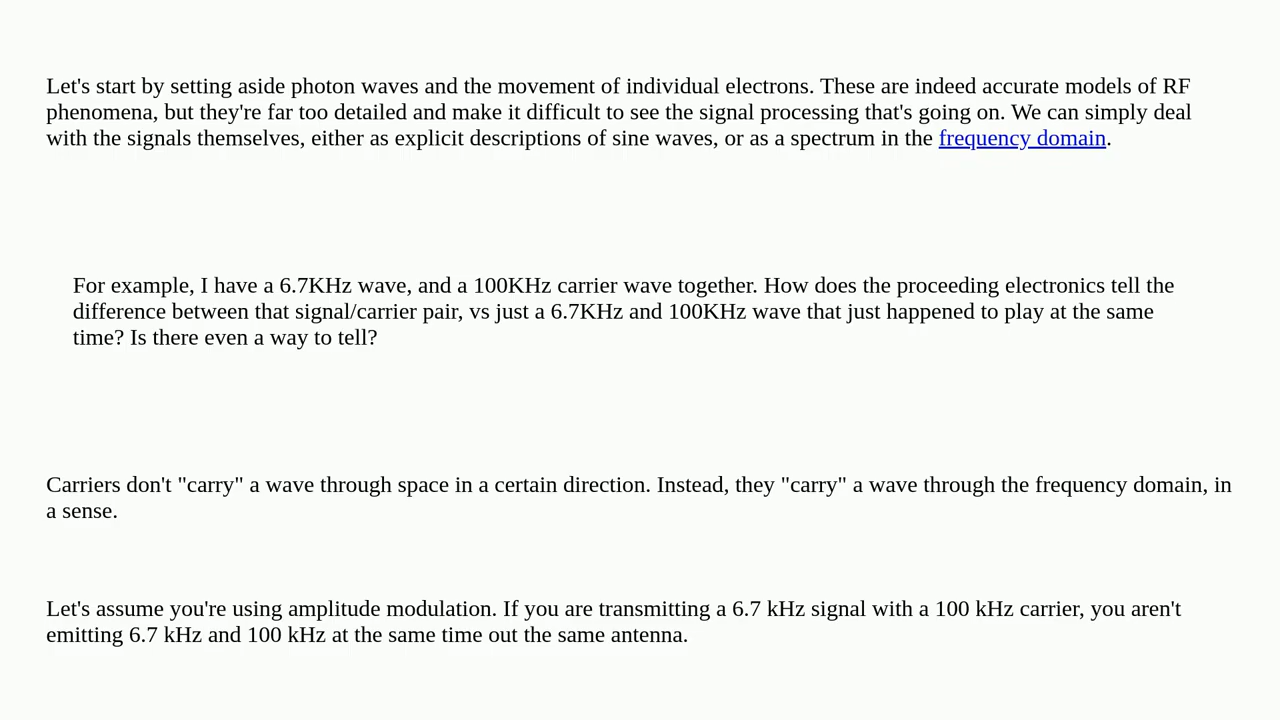 Let's start by setting aside photon waves and the movement of individual electrons. These are indeed accurate models of RF
phenomena, but they're far too detailed and make it difficult to see the signal processing that's going on. We can simply deal
with the signals themselves, either as explicit descriptions of sine waves, or as a spectrum in the frequency domain.
For example, I have a 6.7KHz wave, and a 100KHz carrier wave together. How does the proceeding electronics tell the
difference between that signal/carrier pair, vs just a 6.7KHz and 100KHz wave that just happened to play at the same
time? Is there even a way to tell?
Carriers don't "carry" a wave through space in a certain direction. Instead, they "carry" a wave through the frequency domain, in
a sense.
Let's assume you're using amplitude modulation. If you are transmitting a 6.7 kHz signal with a 100 kHz carrier, you aren't
emitting 6.7 kHz and 100 kHz at the same time out the same antenna.